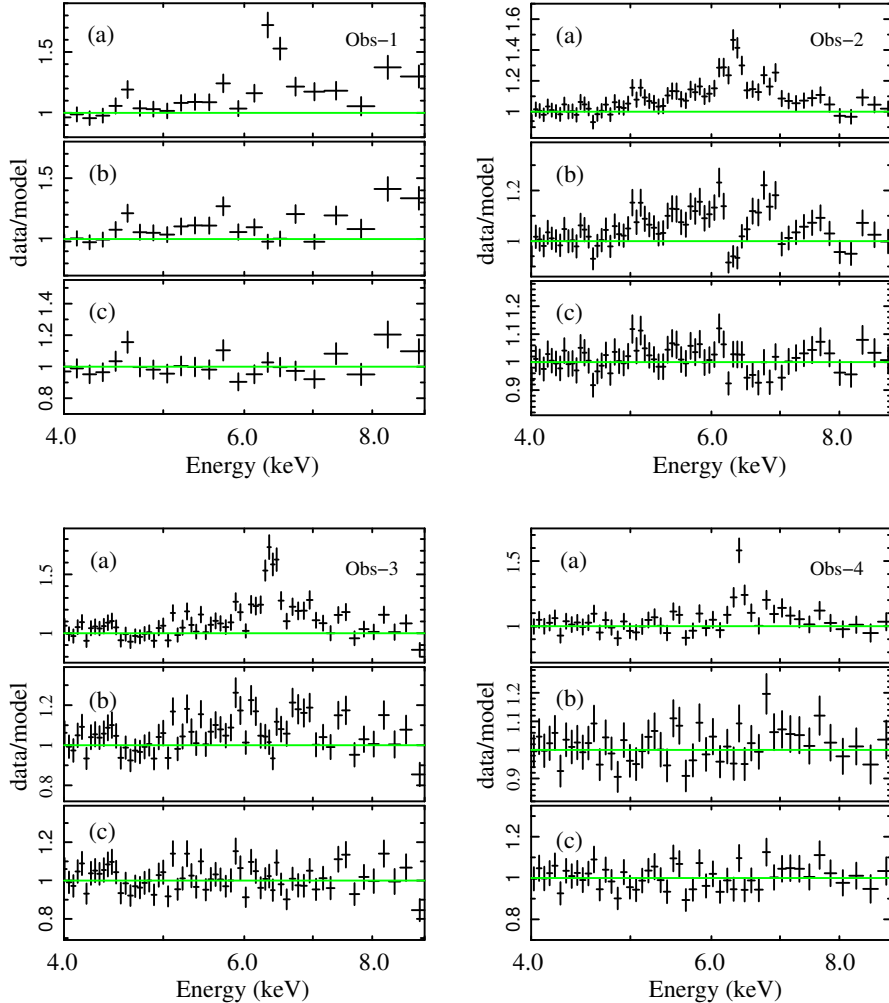 (a) Obs−1
1 1.5
(b)
1 1.5
(c)
0.8 1 1.2 1.4
data/model
4.0 6.0 8.0
Energy (keV)
(a) Obs−2
1 1.2 1.4 1.6
(b)
1 1.2
(c)
0.9 1 1.1 1.2
data/model
4.0 6.0 8.0
Energy (keV)
(a) Obs−3
1 1.5
(b)
0.8 1 1.2
(c)
0.8 1 1.2
data/model
4.0 6.0 8.0
Energy (keV)
(a) Obs−4
1 1.5
(b)
0.9 1 1.1 1.2
(c)
0.8 1 1.2
data/model
4.0 6.0 8.0
Energy (keV)